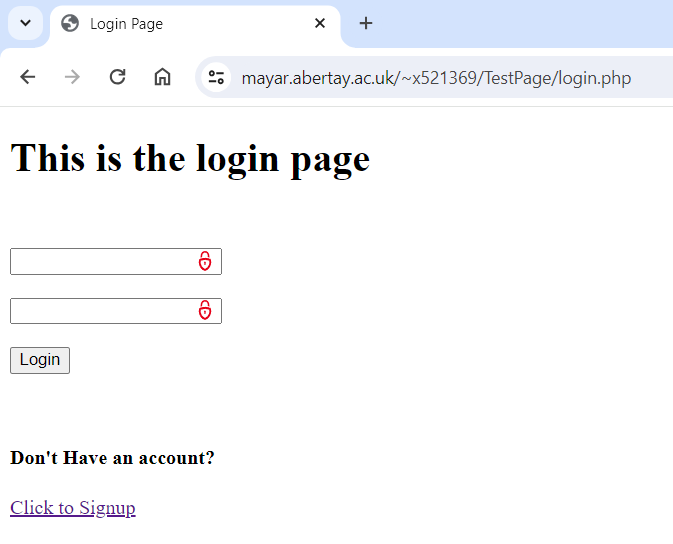 Login Page
mayar.abertay.ac.uk/~x521369/TestPage/login.php
This is the login page
Login
Don't Have an account?
Click to Signup